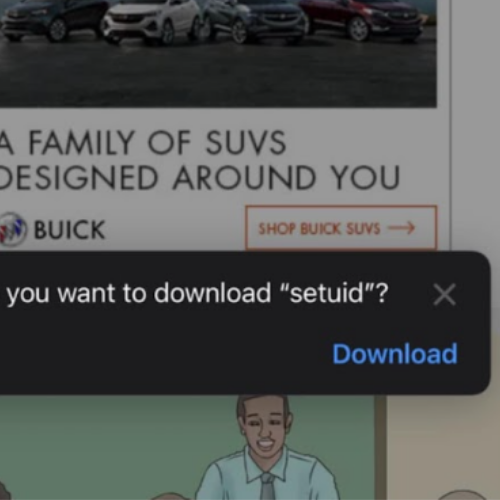 A FAMILY OF SUVS
DESIGNED AROUND YOU
BUICK
SHOP BUICK SUVS
you want to download “setuid”?
Download